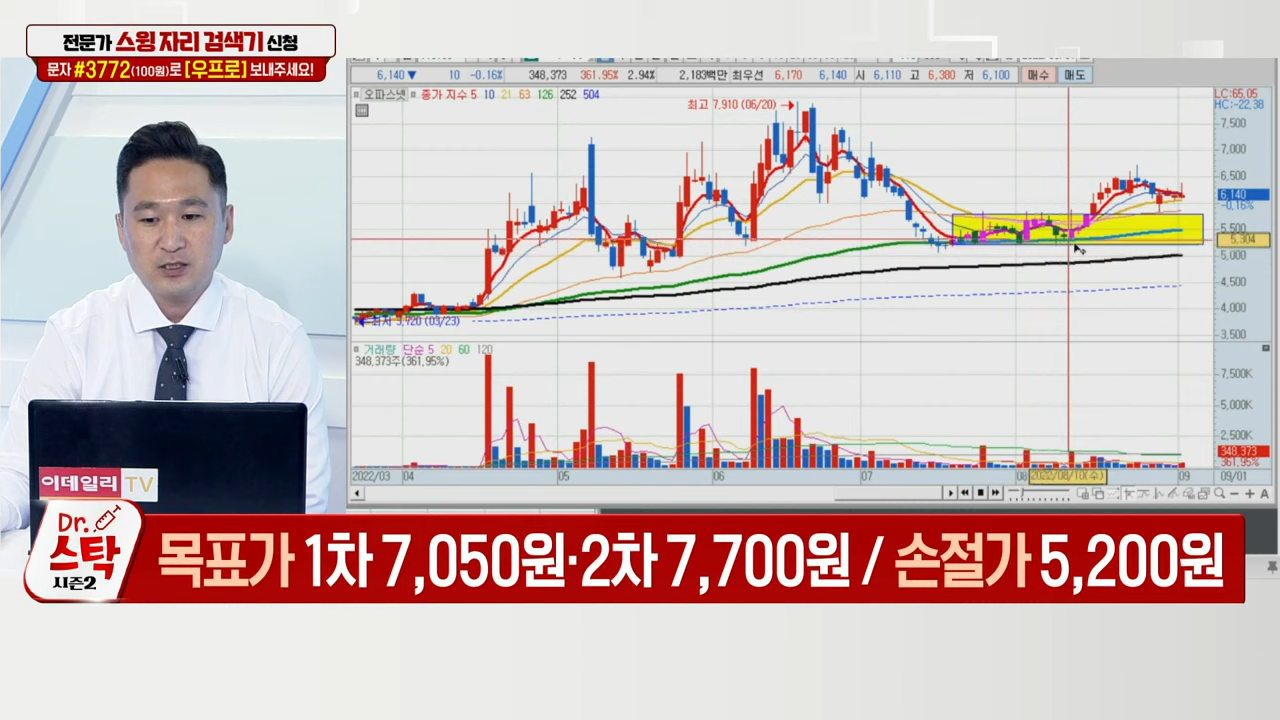 전문가 스윙 자리 검색기 신청
문자 #3772(100원)로 [우프로] 보내주세요!
6,140▼ 10 -0.16% 348,373 361.95% 2.94% 2,183백만 최우선 6,170 6,140 시 6,110 고 6,380 저 6,100 매수 매도
오파스넷 종가 지수 5 10 21 63 126 252 504
LC:65.05
HC:-22.38
최고 7,910 (06/20)
7,500
7,000
6,500
6,140
-0.16%
5,500
5,304
5,000
4,500
4,000
3,500
최저 3,720 (03/23)
거래량 단순 5 20 60 120
348,373주(361,95%)
7,500K
5,000K
2,500K
348,373
361,95%
2022/03 04 05 06 07 08 2022/08/10(수) 09 09/01
이데일리 TV
Dr.
스탁
시즌2
목표가 1차 7,050원·2차 7,700원 / 손절가 5,200원